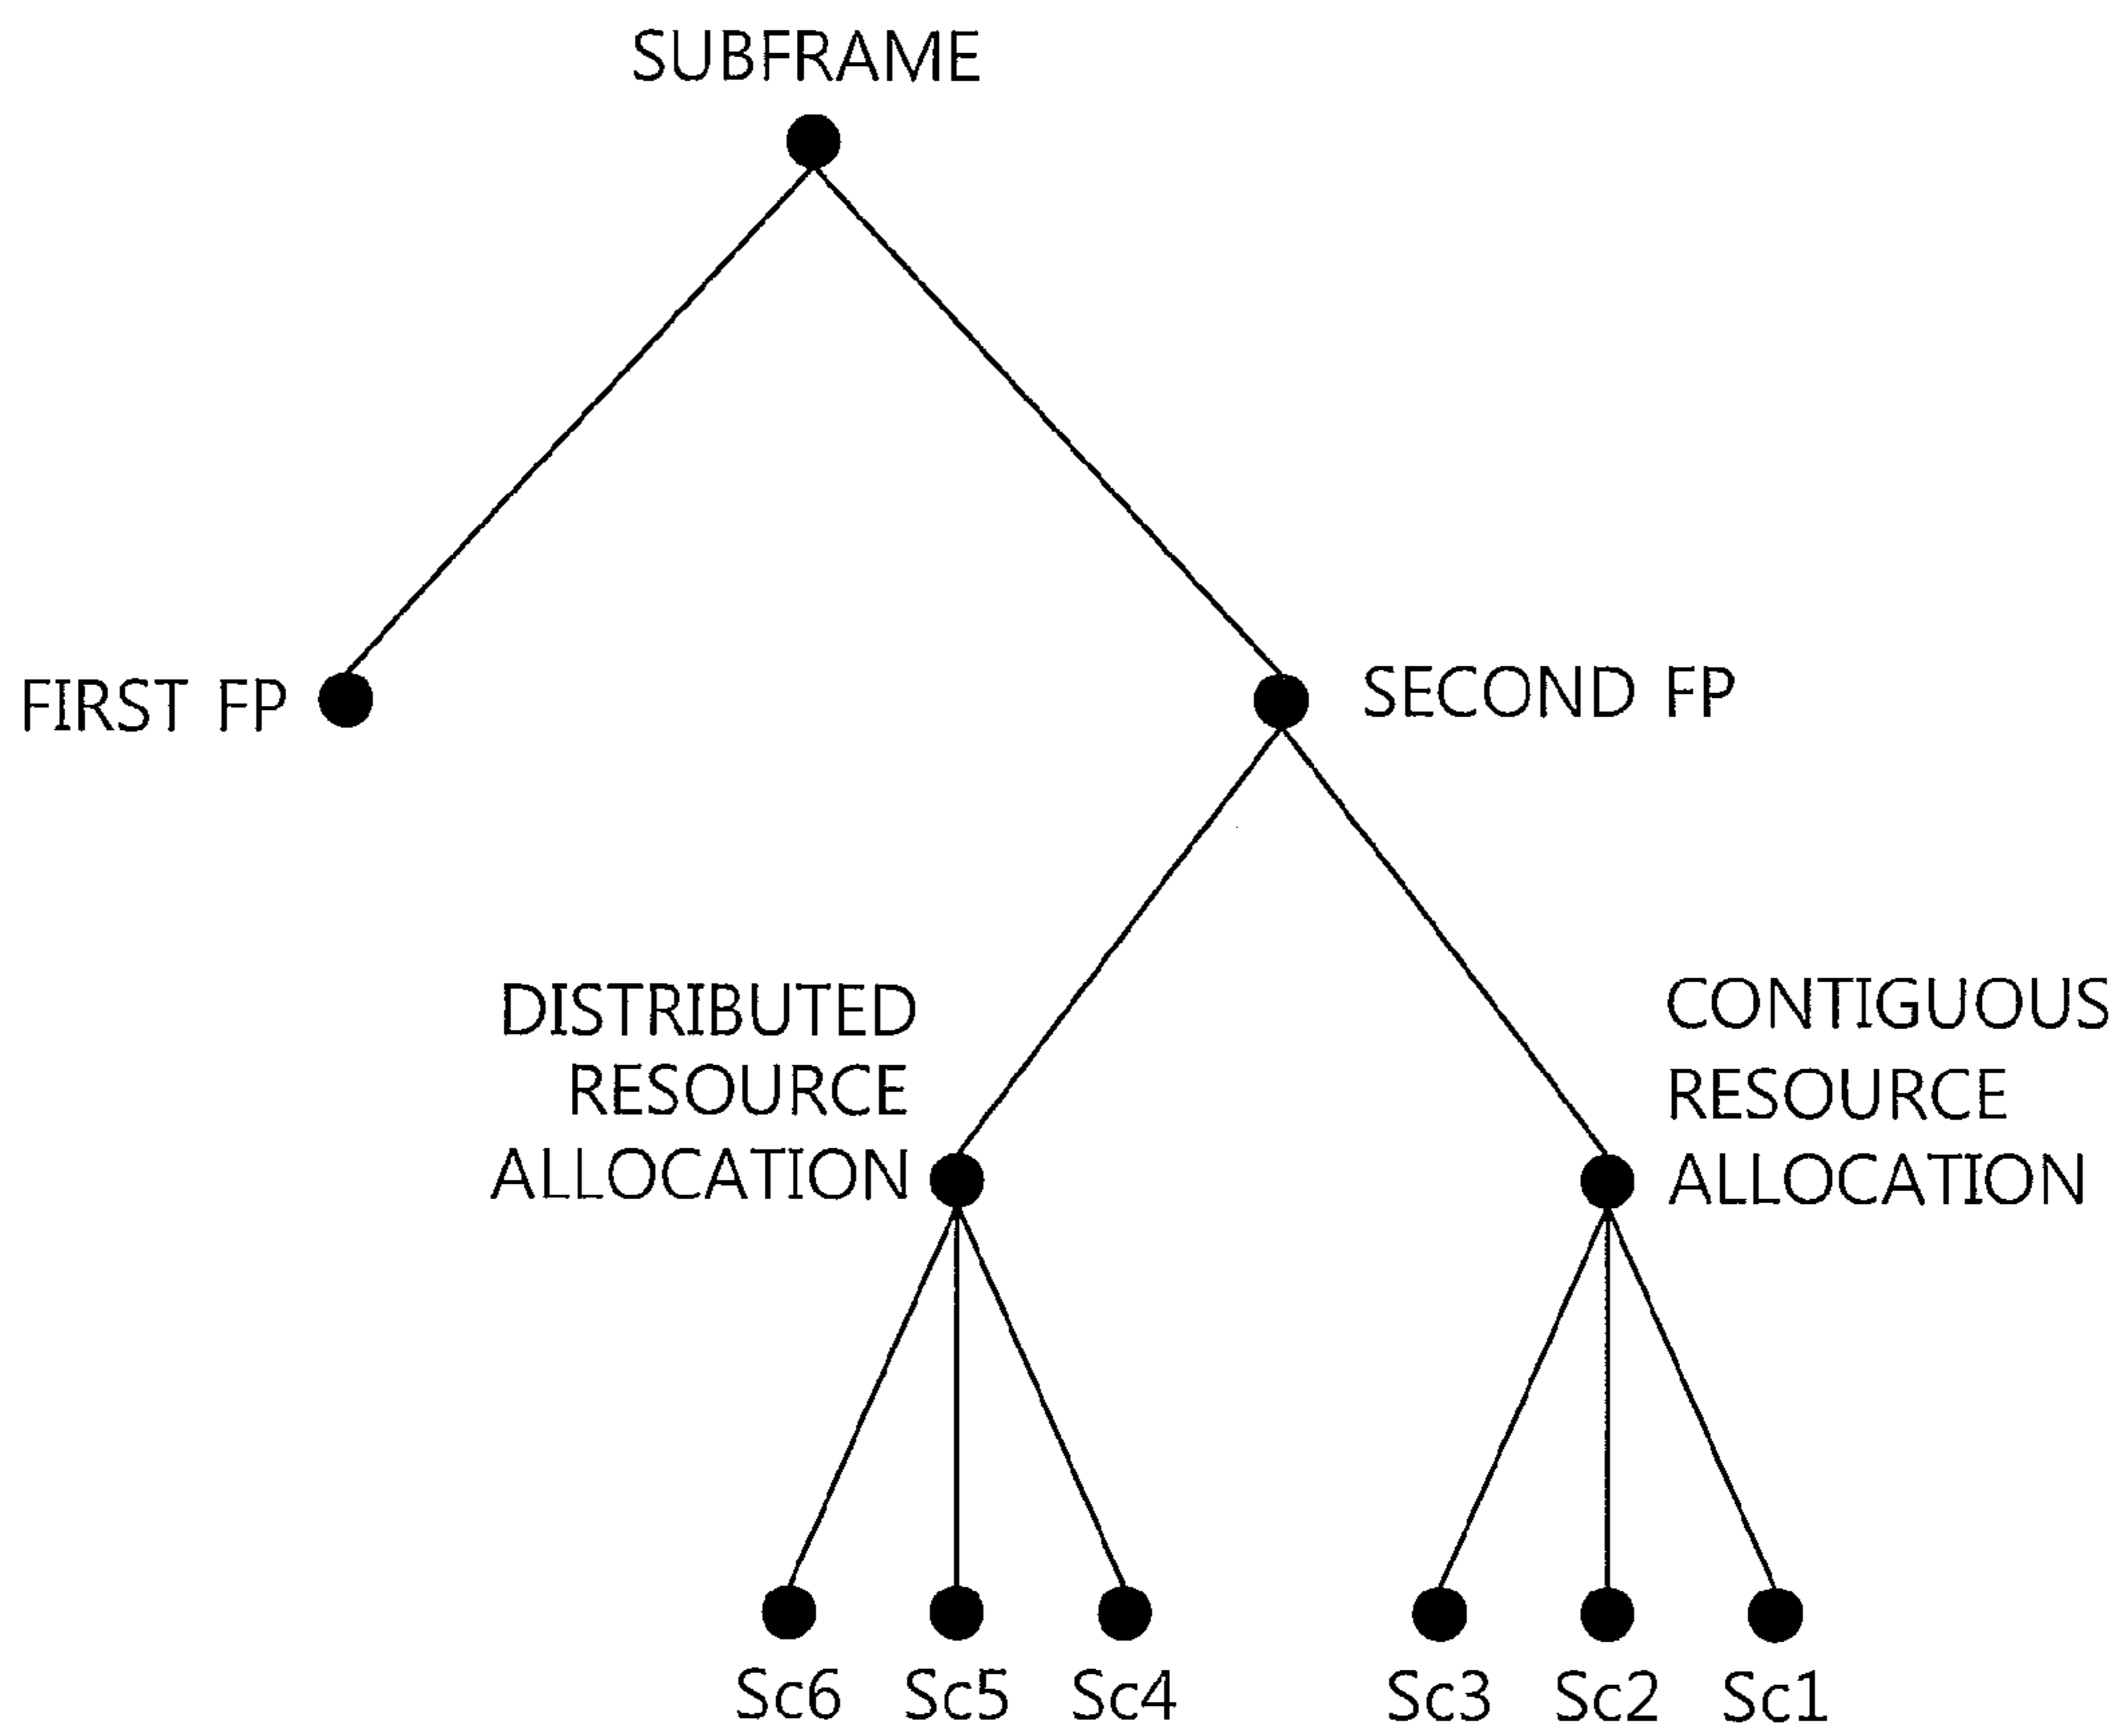 SUBFRAME
FIRST FP
SECOND FP
DISTRIBUTED
RESOURCE
ALLOCATION
CONTIGUOUS
RESOURCE
ALLOCATION
Sc6 Sc5 Sc4 Sc3 Sc2 Sc1